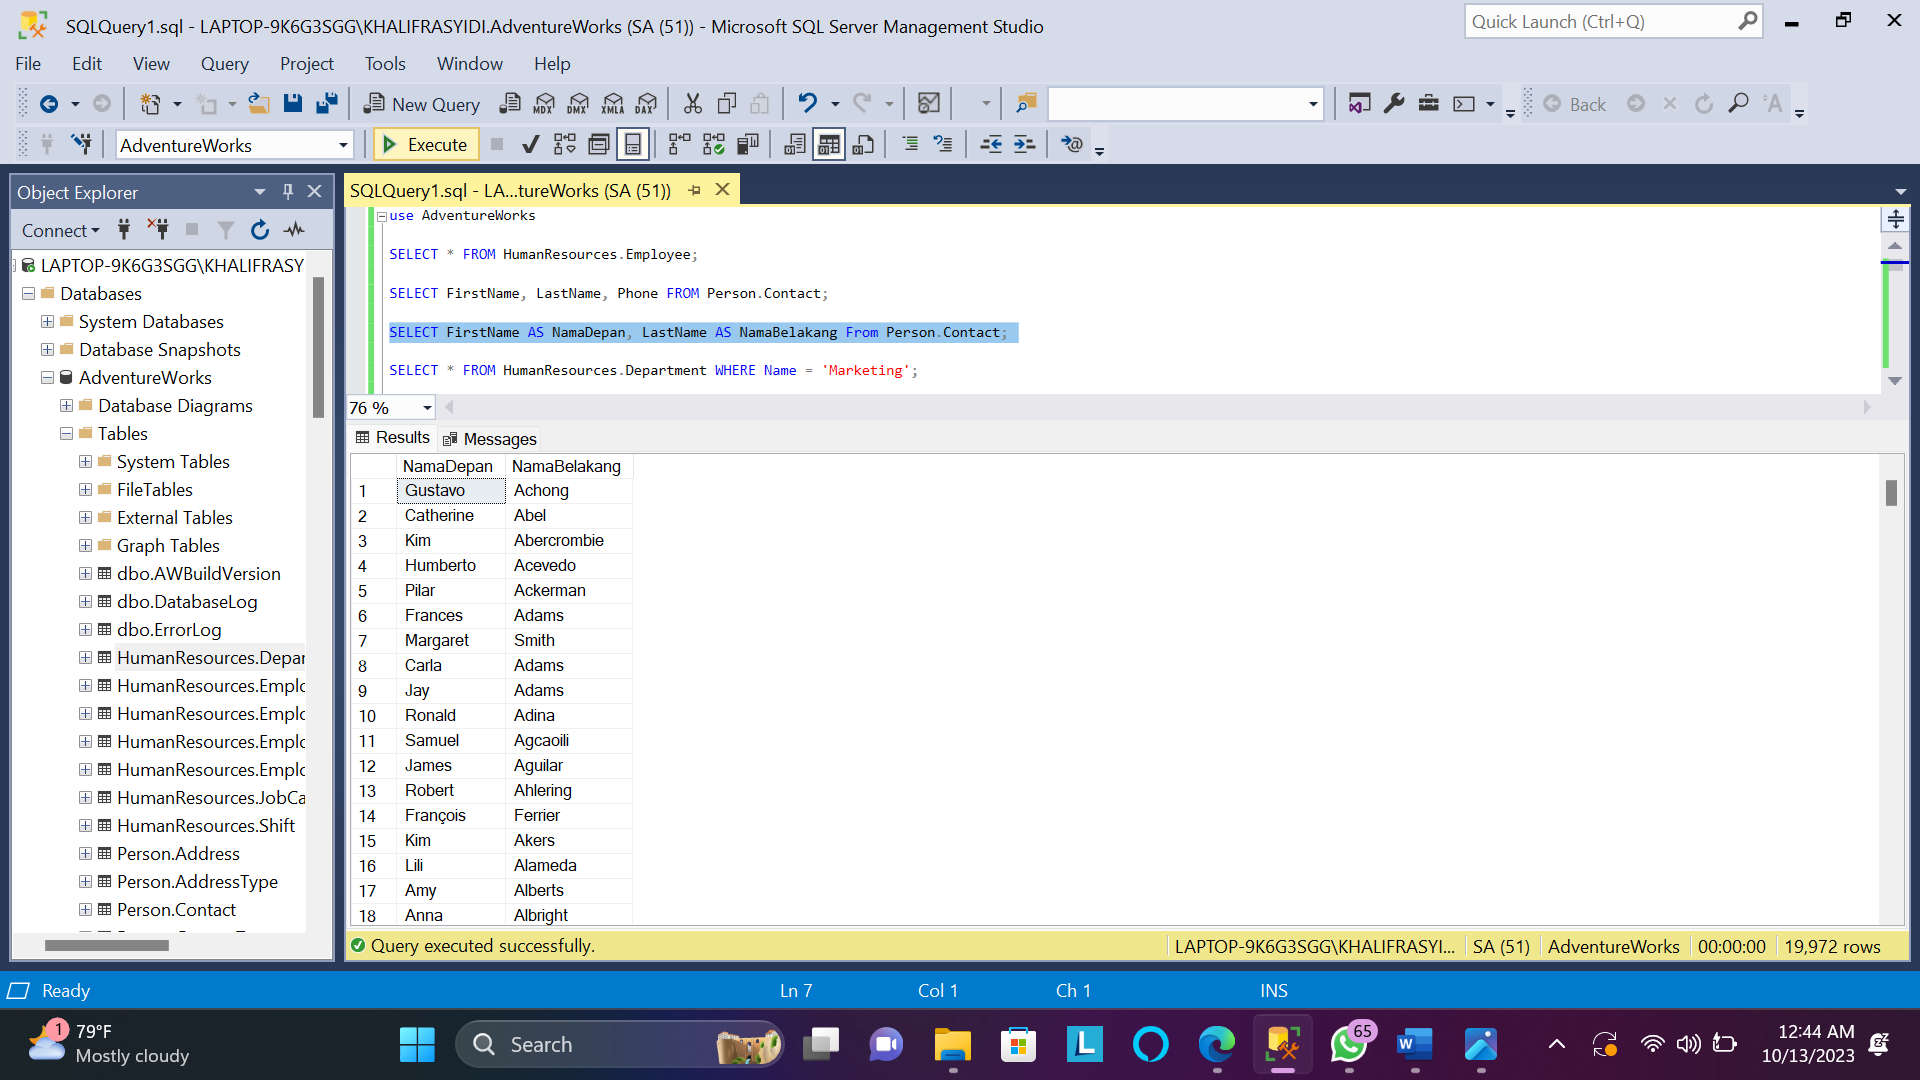 SQLQuery1.sql - LAPTOP-9K6G3SGG\KHALIFRASYIDI.AdventureWorks (SA (51)) - Microsoft SQL Server Management Studio
Quick Launch (Ctrl+Q)
File Edit View Query Project Tools Window Help
New Query MDX DMX XMLA DAX Back
AdventureWorks Execute
Object Explorer
SQLQuery1.sql - LA...tureWorks (SA (51))
Connect
LAPTOP-9K6G3SGG\KHALIFRASY
Databases
System Databases
Database Snapshots
AdventureWorks
Database Diagrams
Tables
System Tables
FileTables
External Tables
Graph Tables
dbo.AWBuildVersion
dbo.DatabaseLog
dbo.ErrorLog
HumanResources.Depar
HumanResources.Emplo
HumanResources.Emplo
HumanResources.Emplo
HumanResources.Emplo
HumanResources.JobCa
HumanResources.Shift
Person.Address
Person.AddressType
Person.Contact
use AdventureWorks
SELECT * FROM HumanResources.Employee;
SELECT FirstName, LastName, Phone FROM Person.Contact;
SELECT FirstName AS NamaDepan, LastName AS NamaBelakang From Person.Contact;
SELECT * FROM HumanResources.Department WHERE Name = 'Marketing';
76 %
Results Messages
NamaDepan NamaBelakang
1 Gustavo Achong
2 Catherine Abel
3 Kim Abercrombie
4 Humberto Acevedo
5 Pilar Ackerman
6 Frances Adams
7 Margaret Smith
8 Carla Adams
9 Jay Adams
10 Ronald Adina
11 Samuel Agcaoili
12 James Aguilar
13 Robert Ahlering
14 François Ferrier
15 Kim Akers
16 Lili Alameda
17 Amy Alberts
18 Anna Albright
Query executed successfully. LAPTOP-9K6G3SGG\KHALIFRASYI... SA (51) AdventureWorks 00:00:00 19,972 rows
Ready Ln 7 Col 1 Ch 1 INS
1 79°F
Mostly cloudy
Search
L
65
W
12:44 AM
10/13/2023